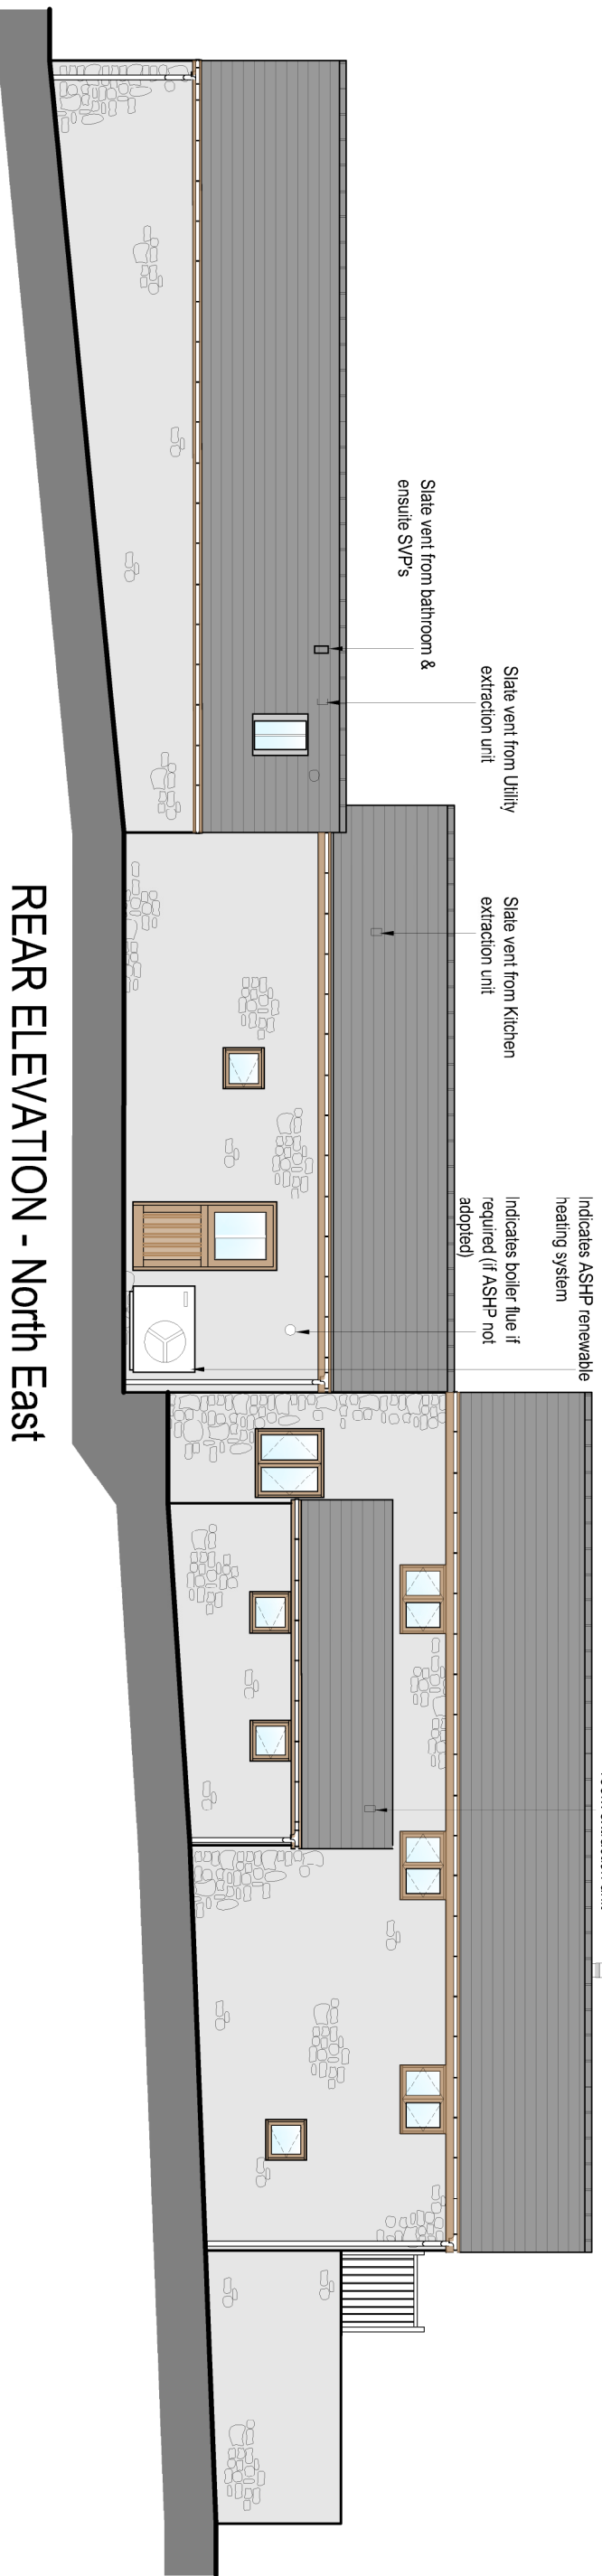 Slate vent from bathroom &
ensuite SVP's
Slate vent from Utility
extraction unit
Slate vent from Kitchen
extraction unit
Indicates boiler flue if
required (if ASHP not
adopted)
Indicates ASHP renewable
heating system
REAR ELEVATION - North East